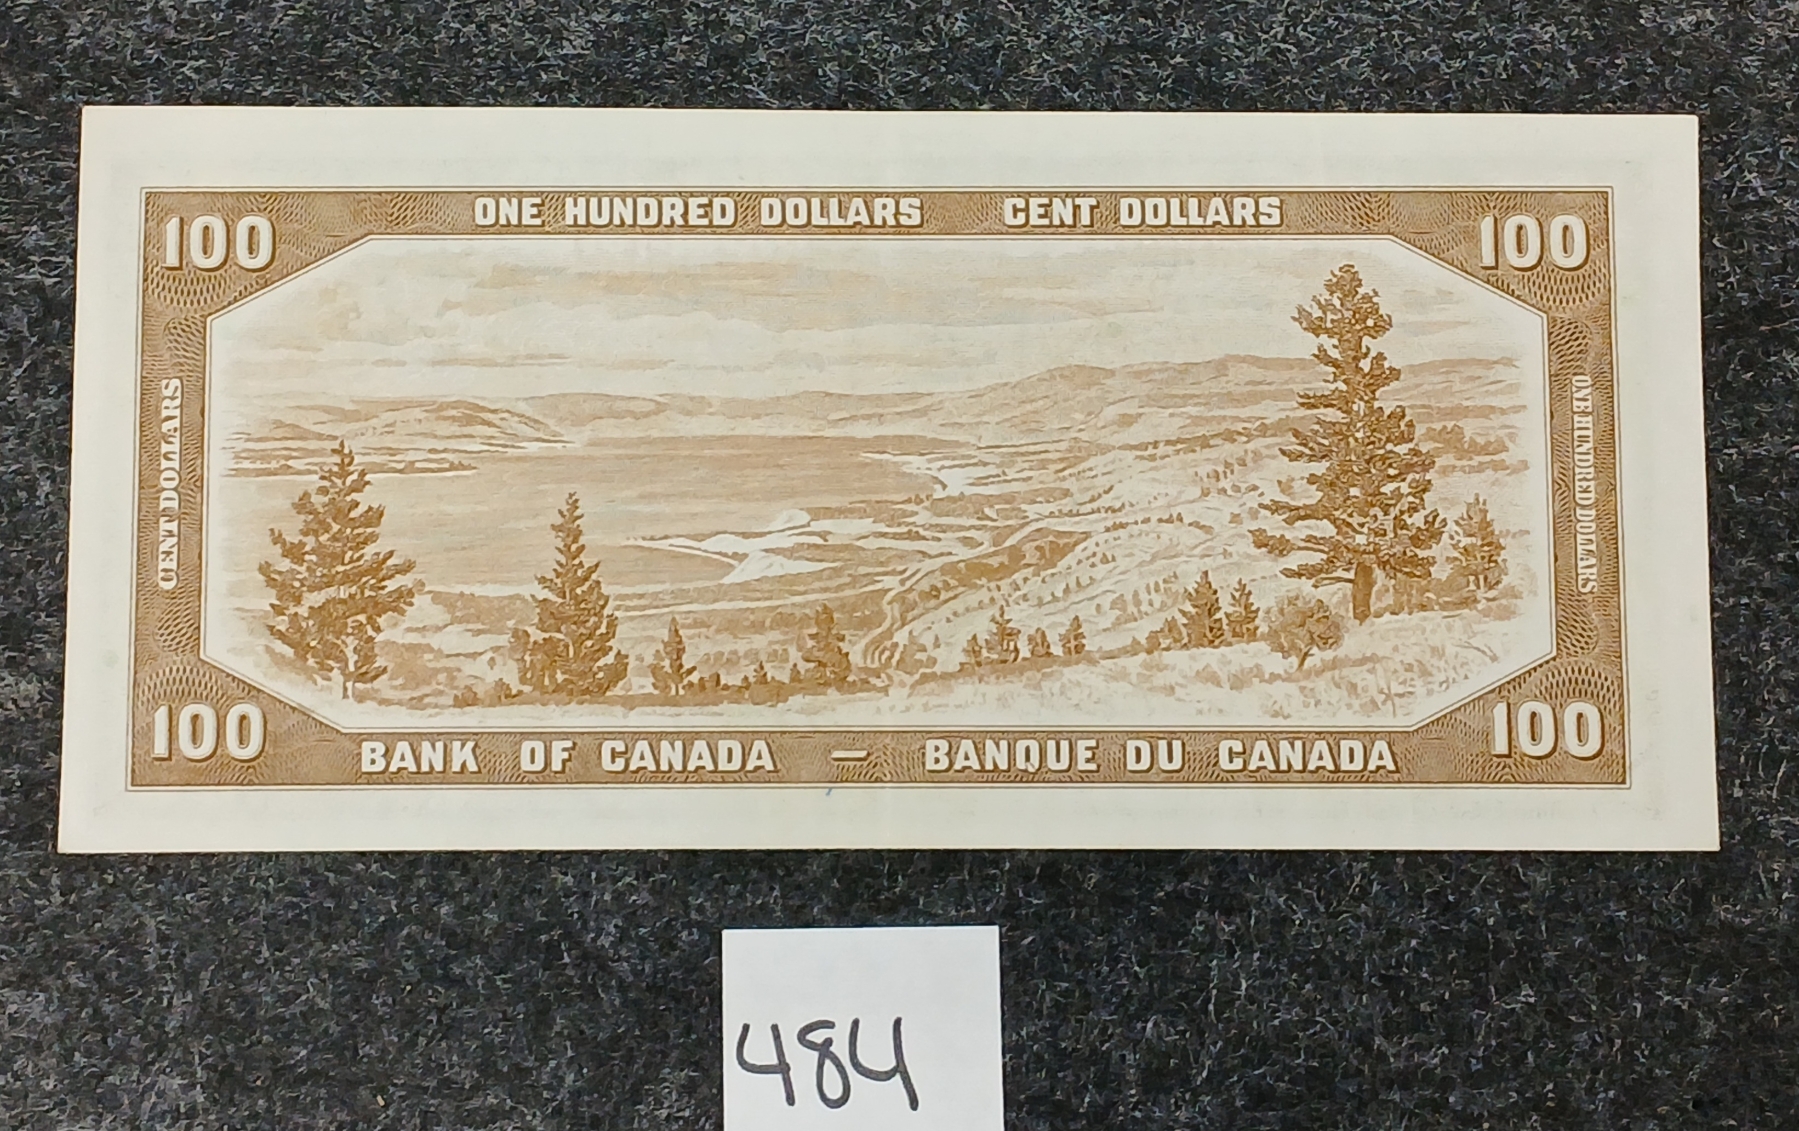 100 ONE HUNDRED DOLLARS CENT DOLLARS 100
CENT DOLLARS
ONE HUNDRED DOLLARS
100 BANK OF CANADA — BANQUE DU CANADA 100
484